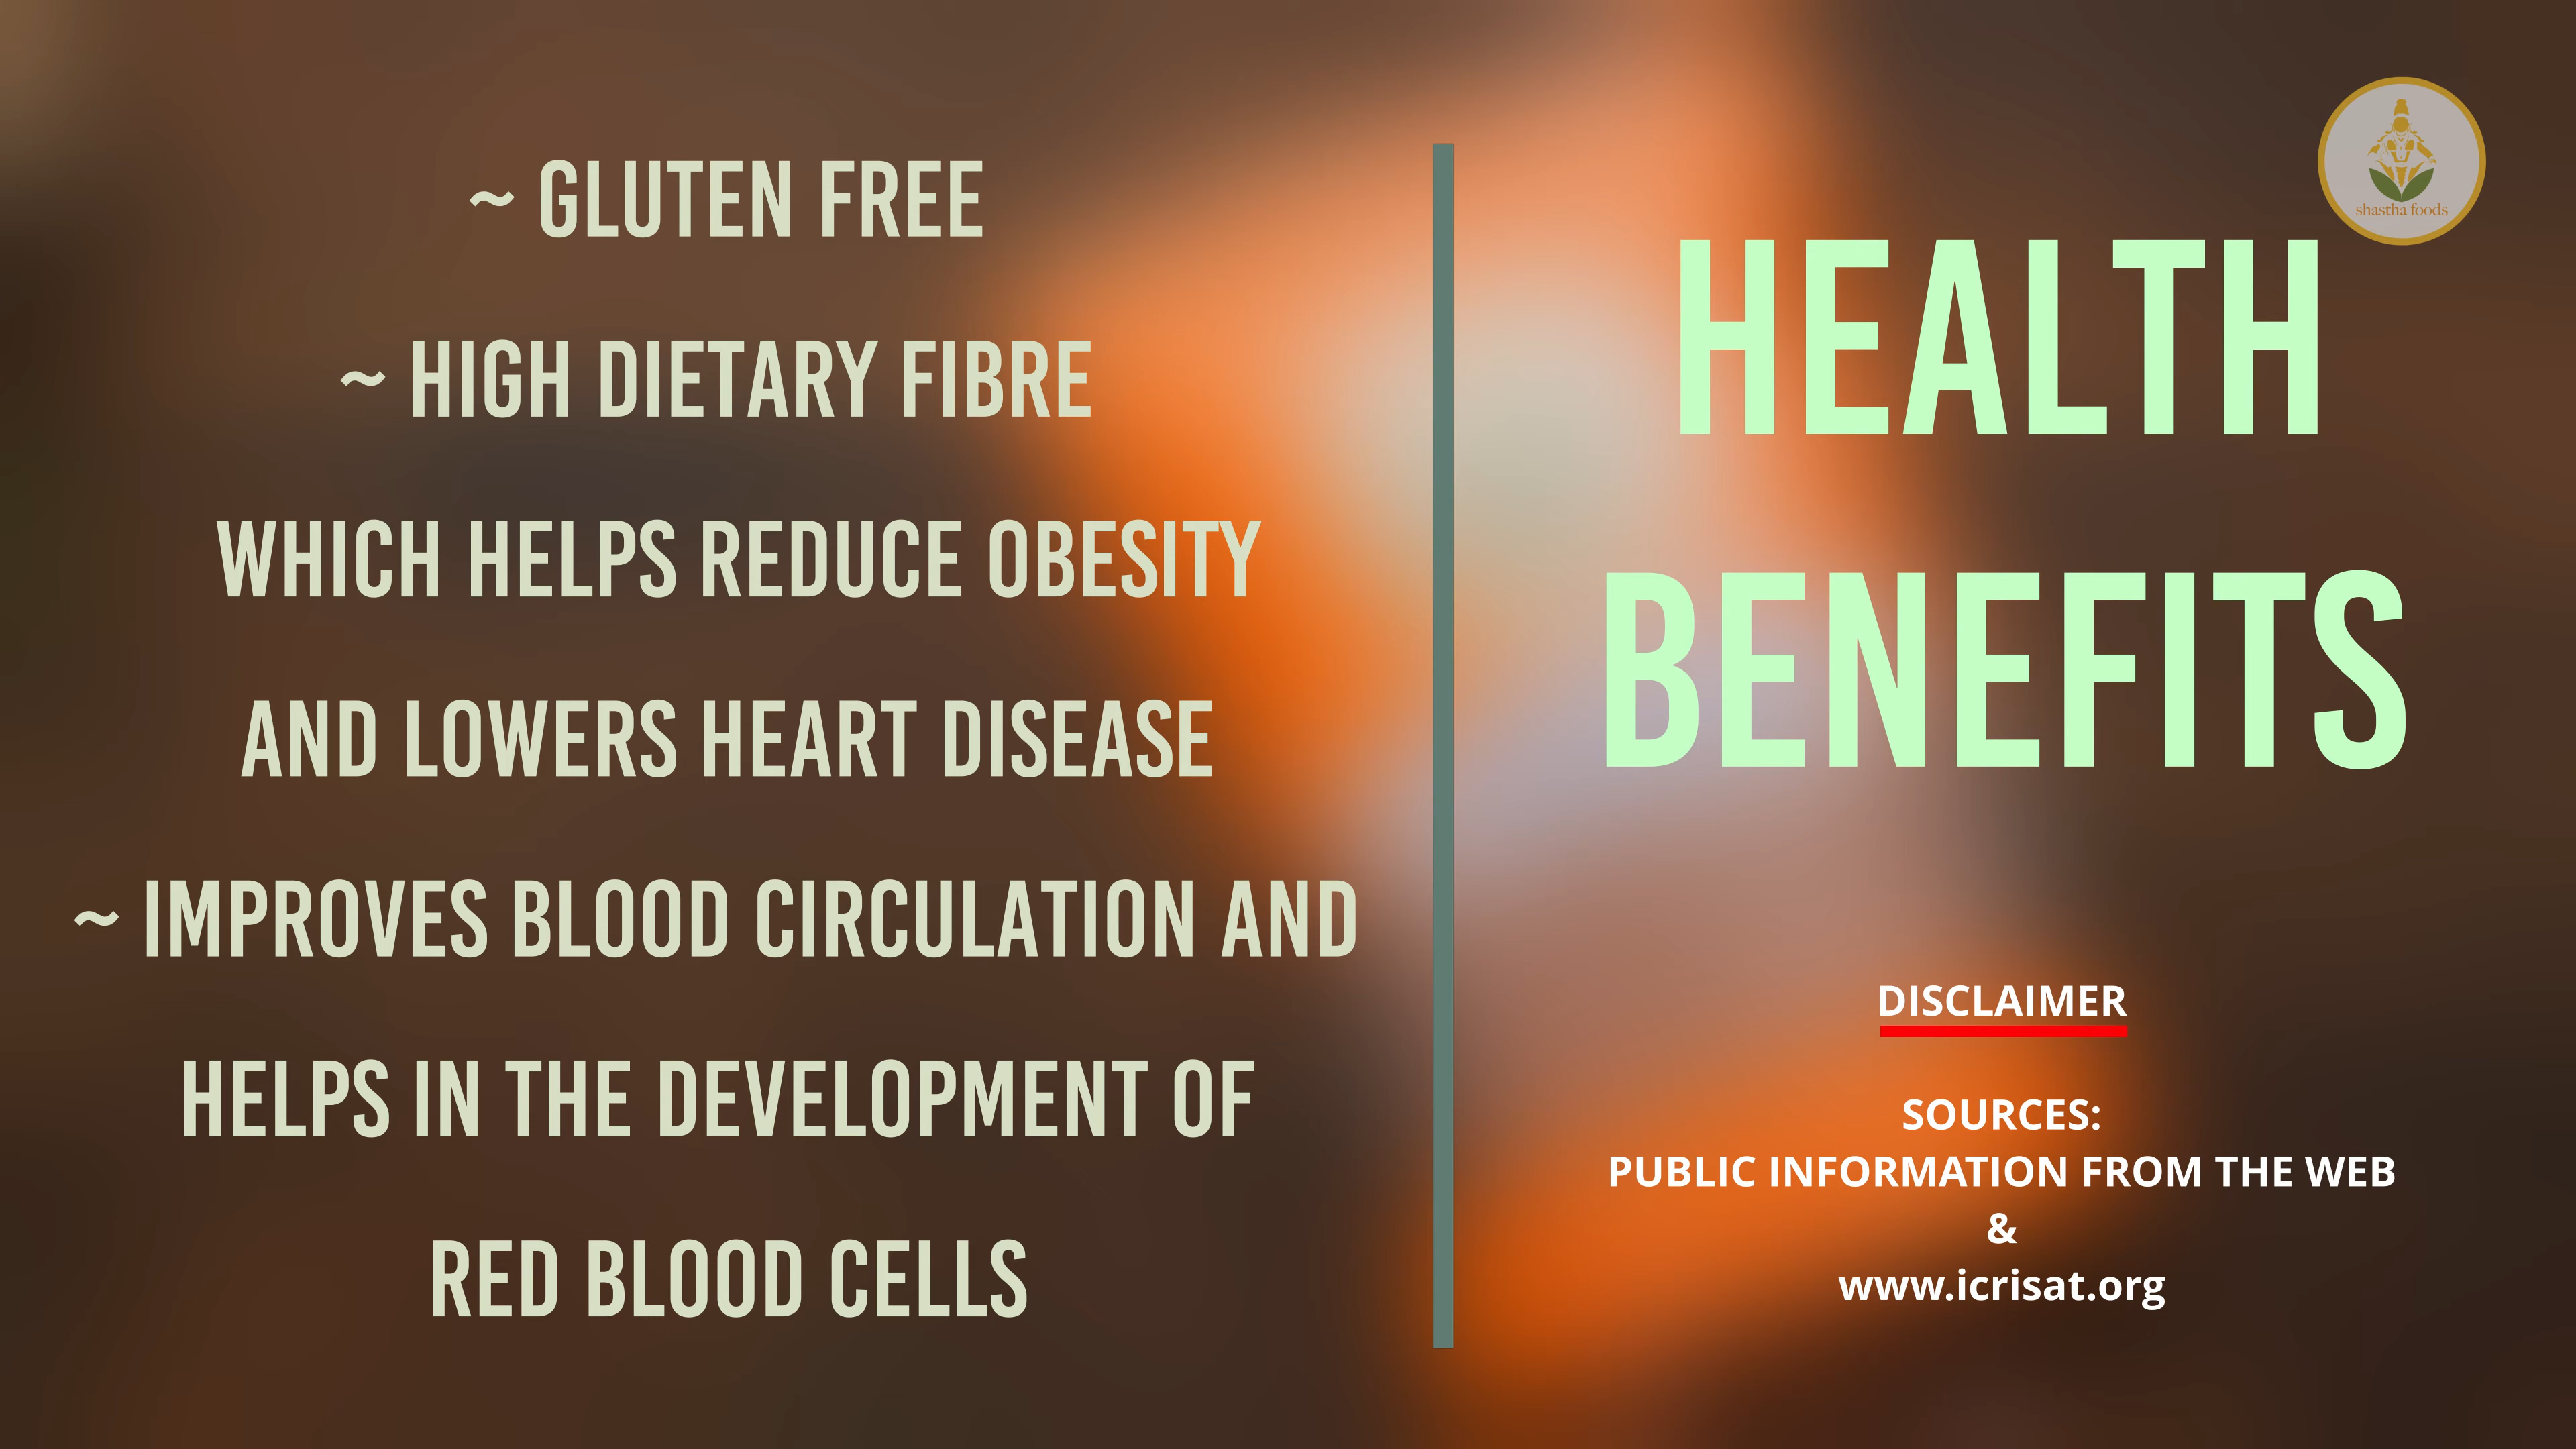 ~ GLUTEN FREE
~ HIGH DIETARY FIBRE
WHICH HELPS REDUCE OBESITY
AND LOWERS HEART DISEASE
~ IMPROVES BLOOD CIRCULATION AND
HELPS IN THE DEVELOPMENT OF
RED BLOOD CELLS
shastha foods
HEALTH
BENEFITS
DISCLAIMER
SOURCES:
PUBLIC INFORMATION FROM THE WEB
&
www.icrisat.org